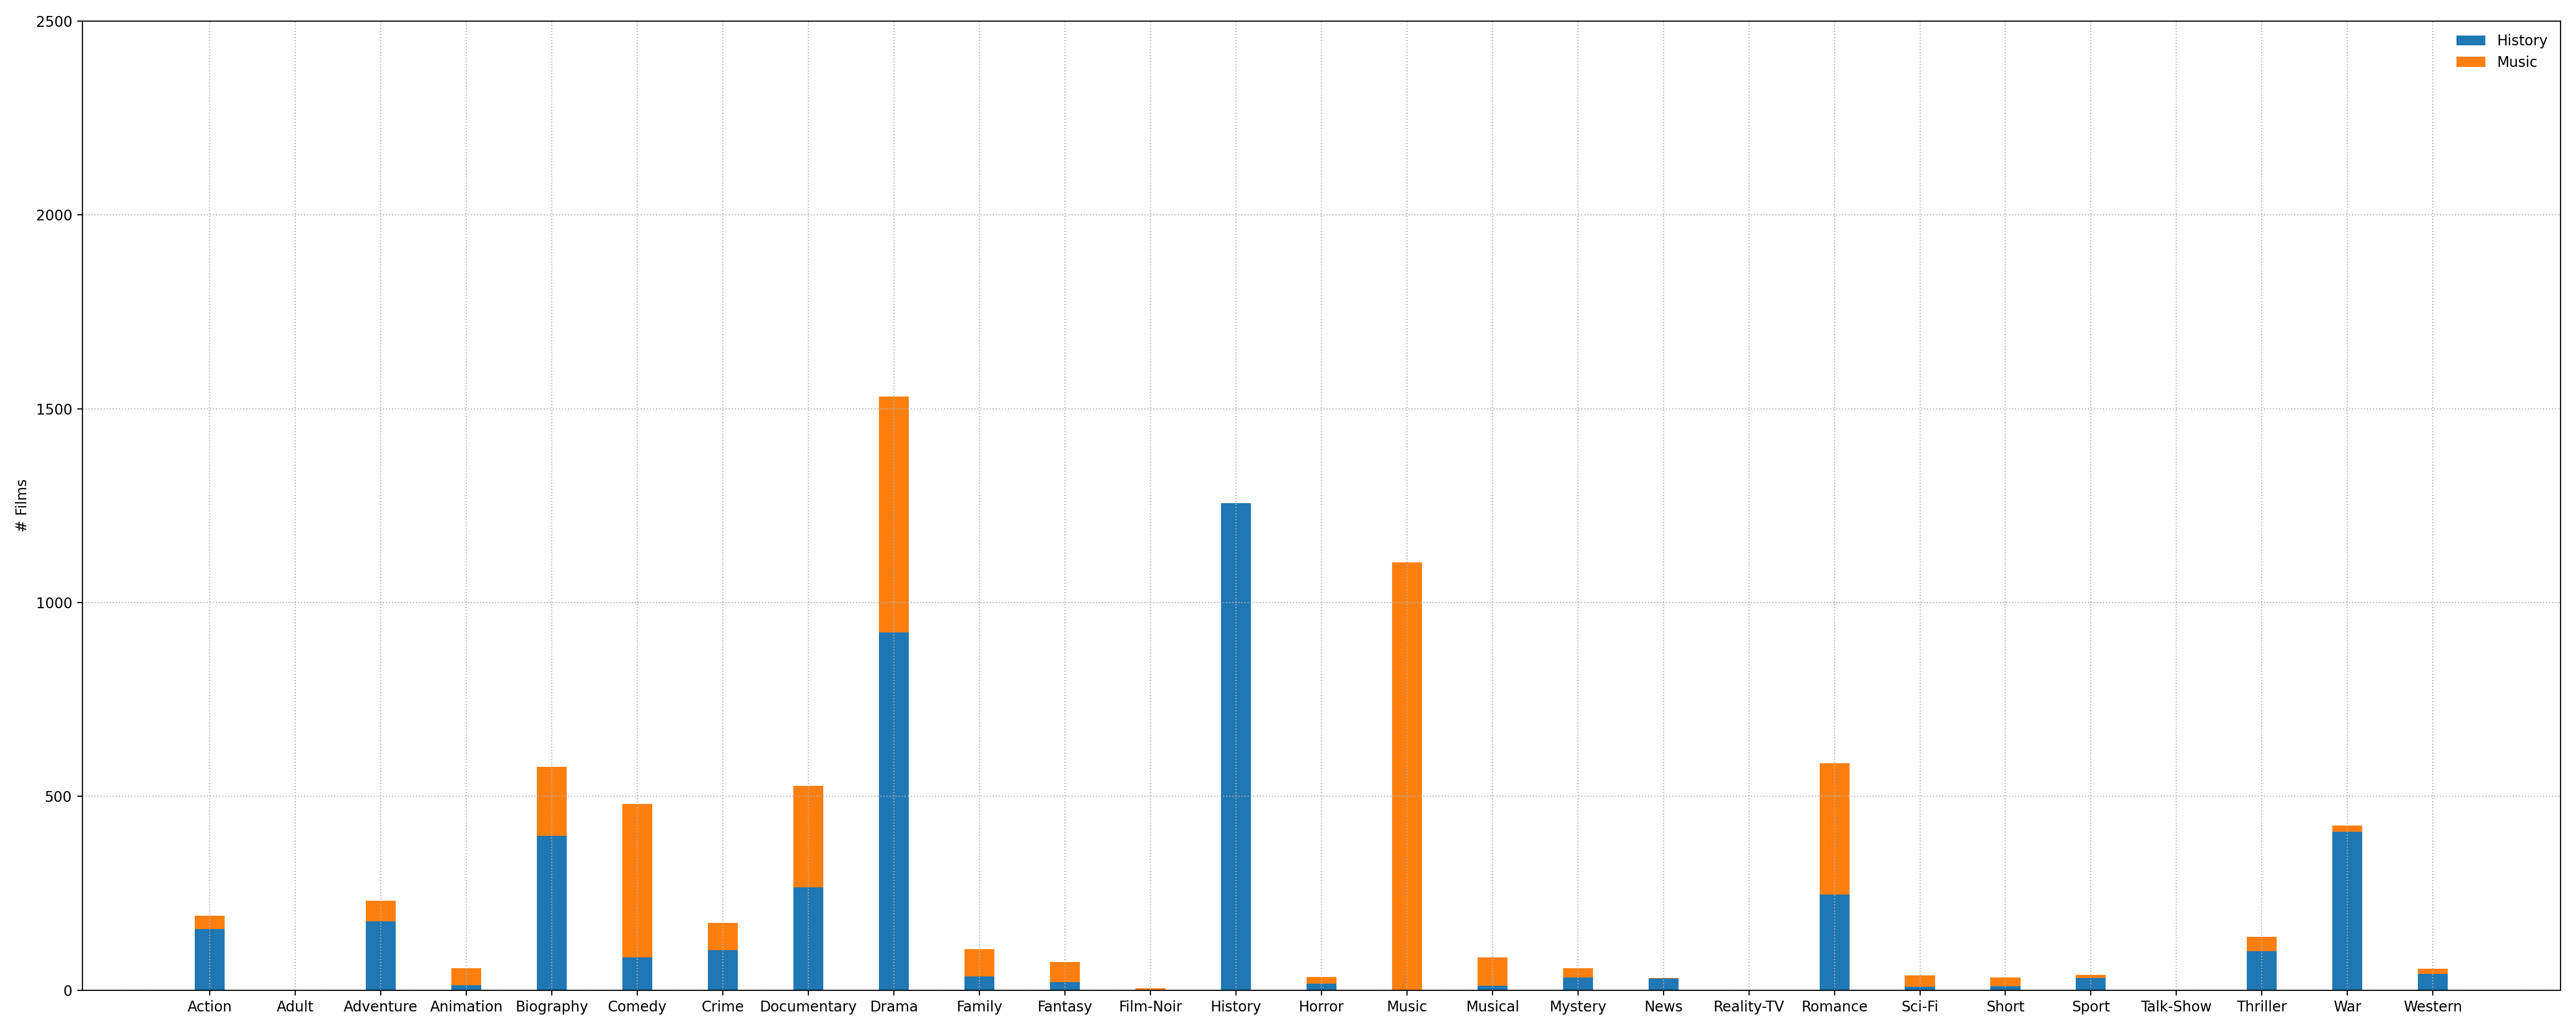 2500
2000
1500
1000
500
0
# Films
History
Music
Action Adult Adventure Animation Biography Comedy Crime Documentary Drama Family Fantasy Film-Noir History Horror Music Musical Mystery News Reality-TV Romance Sci-Fi Short Sport Talk-Show Thriller War Western